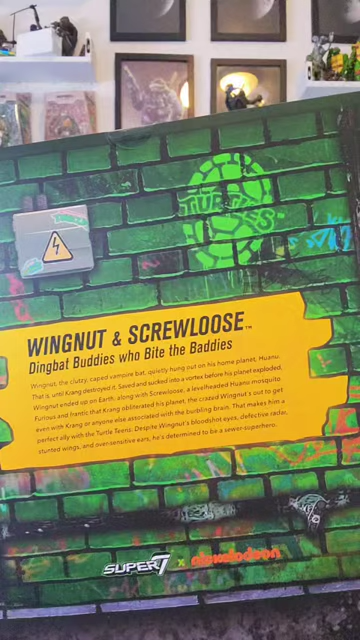 TURTLES
WINGNUT & SCREWLOOSE™
Dingbat Buddies who Bite the Baddies
Wingnut, the clutzy, caped vampire bat, quietly hung out on his home planet, Huanu.
That is, until Krang destroyed it. Saved and sucked into a vortex before his planet exploded,
Wingnut ended up on Earth, along with Screwloose, a levelheaded Huanu mosquito.
Furious and frantic that Krang obliterated his planet, the crazed Wingnut's out to get
even with Krang or anyone else associated with the burbling brain. That makes him a
perfect ally with the Turtle Teens. Despite Wingnut's bloodshot eyes, defective radar,
stunted wings, and over-sensitive ears, he's determined to be a sewer-superhero.
SUPER7 x nickelodeon